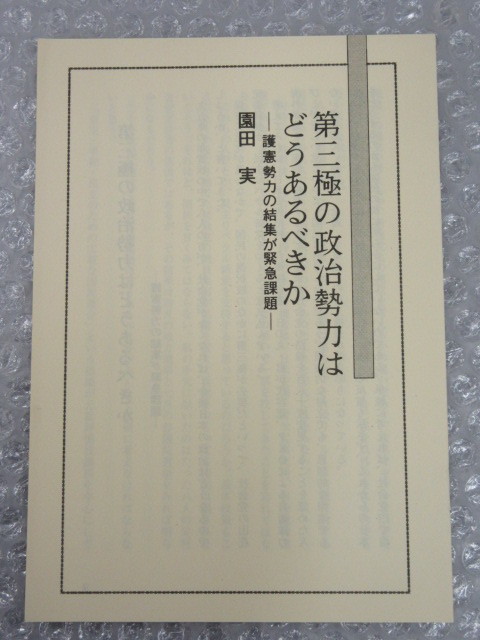 第三極の政治勢力は
どうあるべきか
―護憲勢力の結集が緊急課題―
園田 実